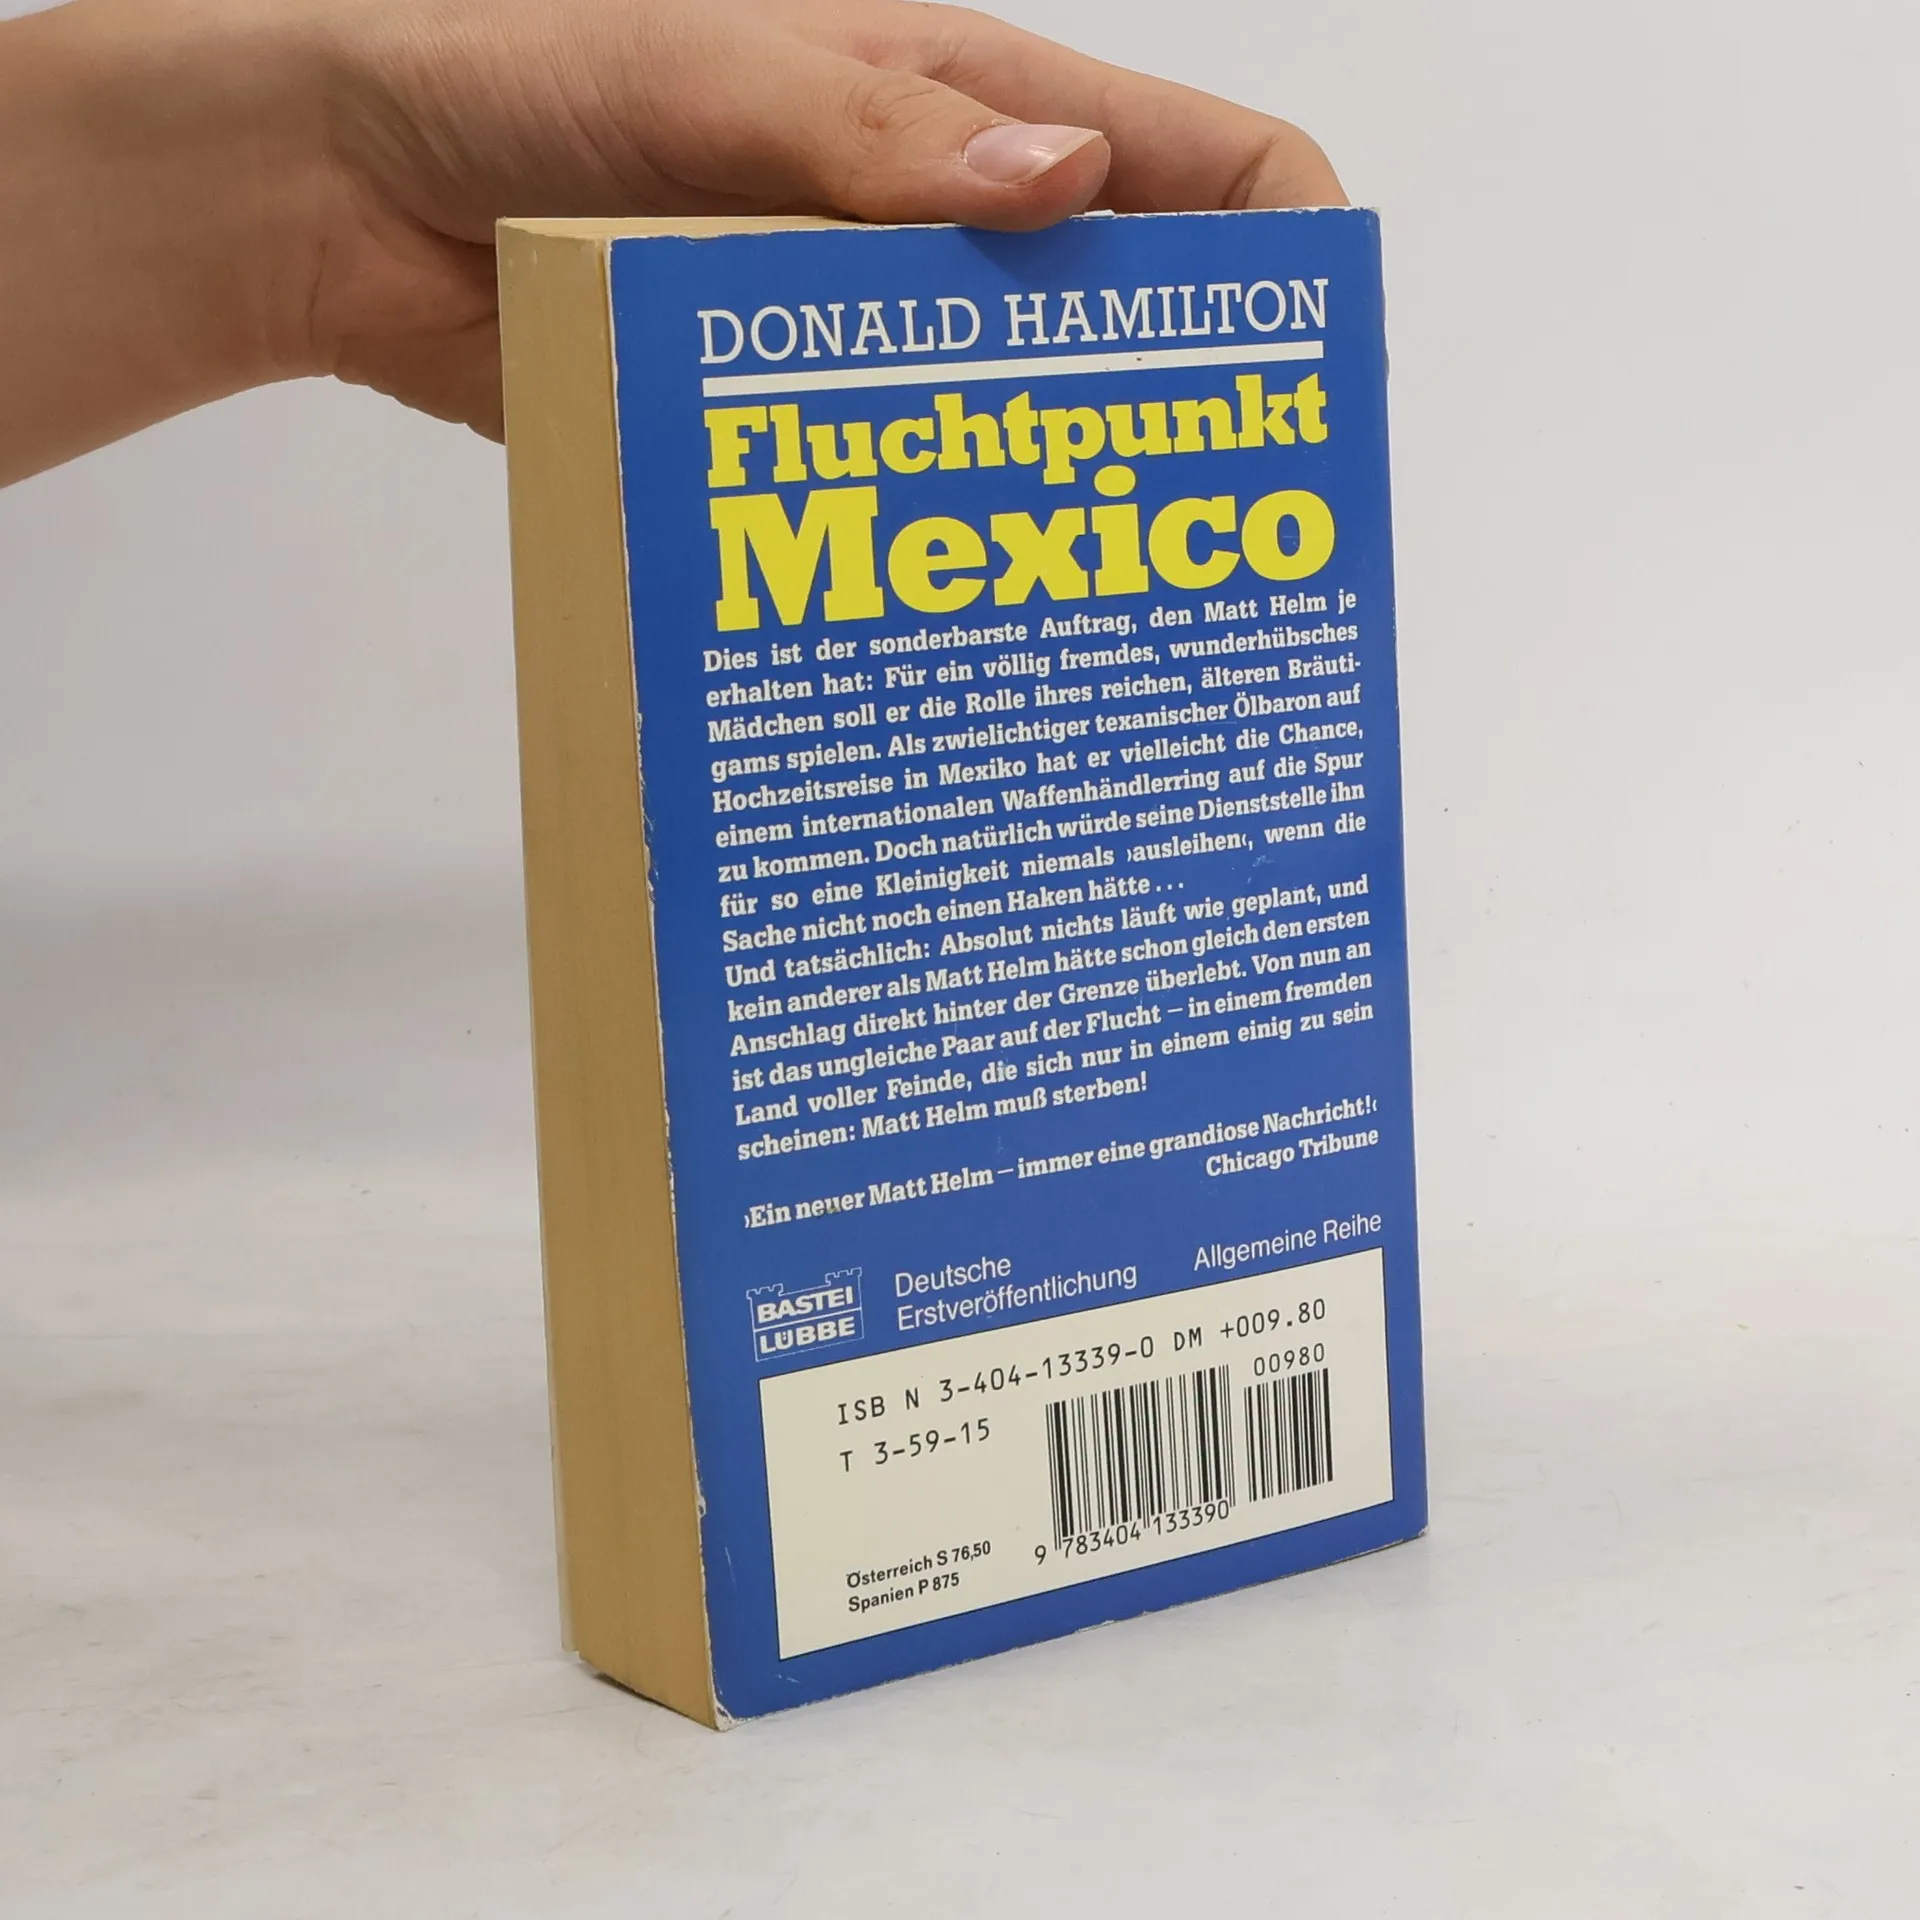 DONALD HAMILTON
Fluchtpunkt
Mexico
Dies ist der sonderbarste Auftrag, den Matt Helm je
erhalten hat: Für ein völlig fremdes, wunderhübsches
Mädchen soll er die Rolle ihres reichen, älteren Bräuti-
gams spielen. Als zwielichtiger texanischer Ölbaron auf
Hochzeitsreise in Mexiko hat er vielleicht die Chance,
einem internationalen Waffenhändlerring auf die Spur
zu kommen. Doch natürlich würde seine Dienststelle ihn
für so eine Kleinigkeit niemals ›ausleihen‹, wenn die
Sache nicht noch einen Haken hätte...
Und tatsächlich: Absolut nichts läuft wie geplant, und
kein anderer als Matt Helm hätte schon gleich den ersten
Anschlag direkt hinter der Grenze überlebt. Von nun an
ist das ungleiche Paar auf der Flucht – in einem fremden
Land voller Feinde, die sich nur in einem einig zu sein
scheinen: Matt Helm muß sterben!
›Ein neuer Matt Helm – immer eine grandiose Nachricht!‹
Chicago Tribune
BASTEI
LÜBBE
Deutsche
Erstveröffentlichung
Allgemeine Reihe
ISB N 3-404-13339-0 DM +009.80
T 3-59-15
00980
9 783404 133390
Österreich S 76,50
Spanien P 875